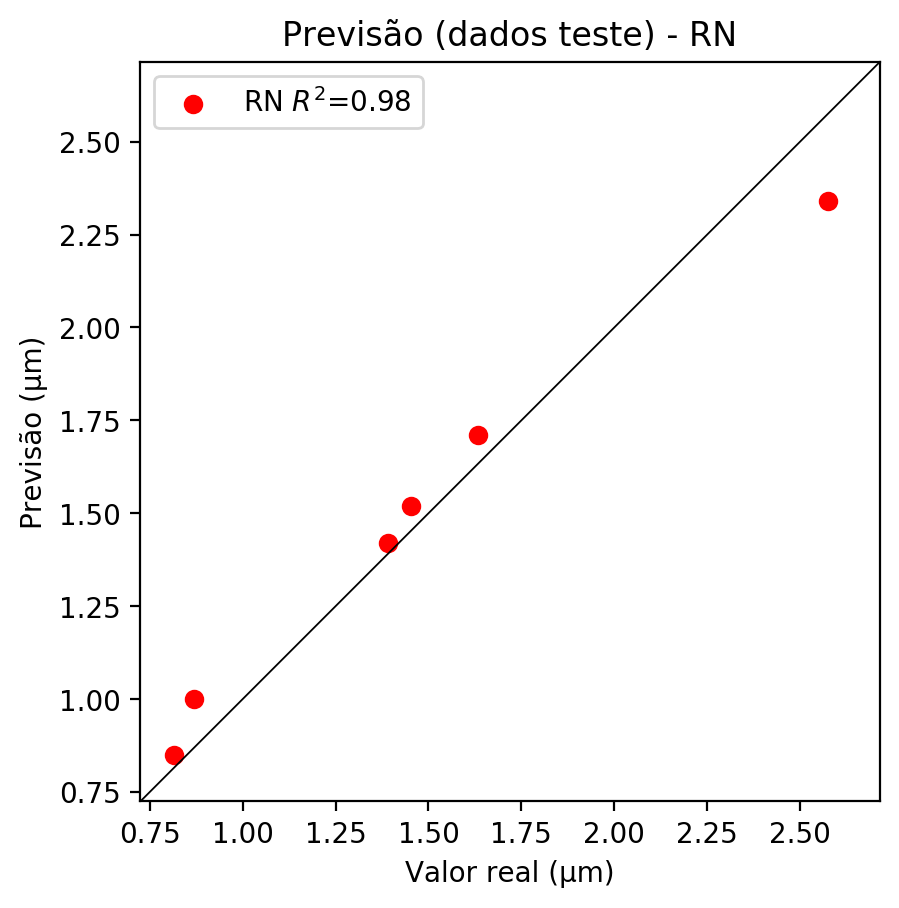 Previsão (dados teste) - RN
RN R²=0.98
2.50
2.25
2.00
1.75
1.50
1.25
1.00
0.75
Previsão (µm)
0.75 1.00 1.25 1.50 1.75 2.00 2.25 2.50
Valor real (µm)